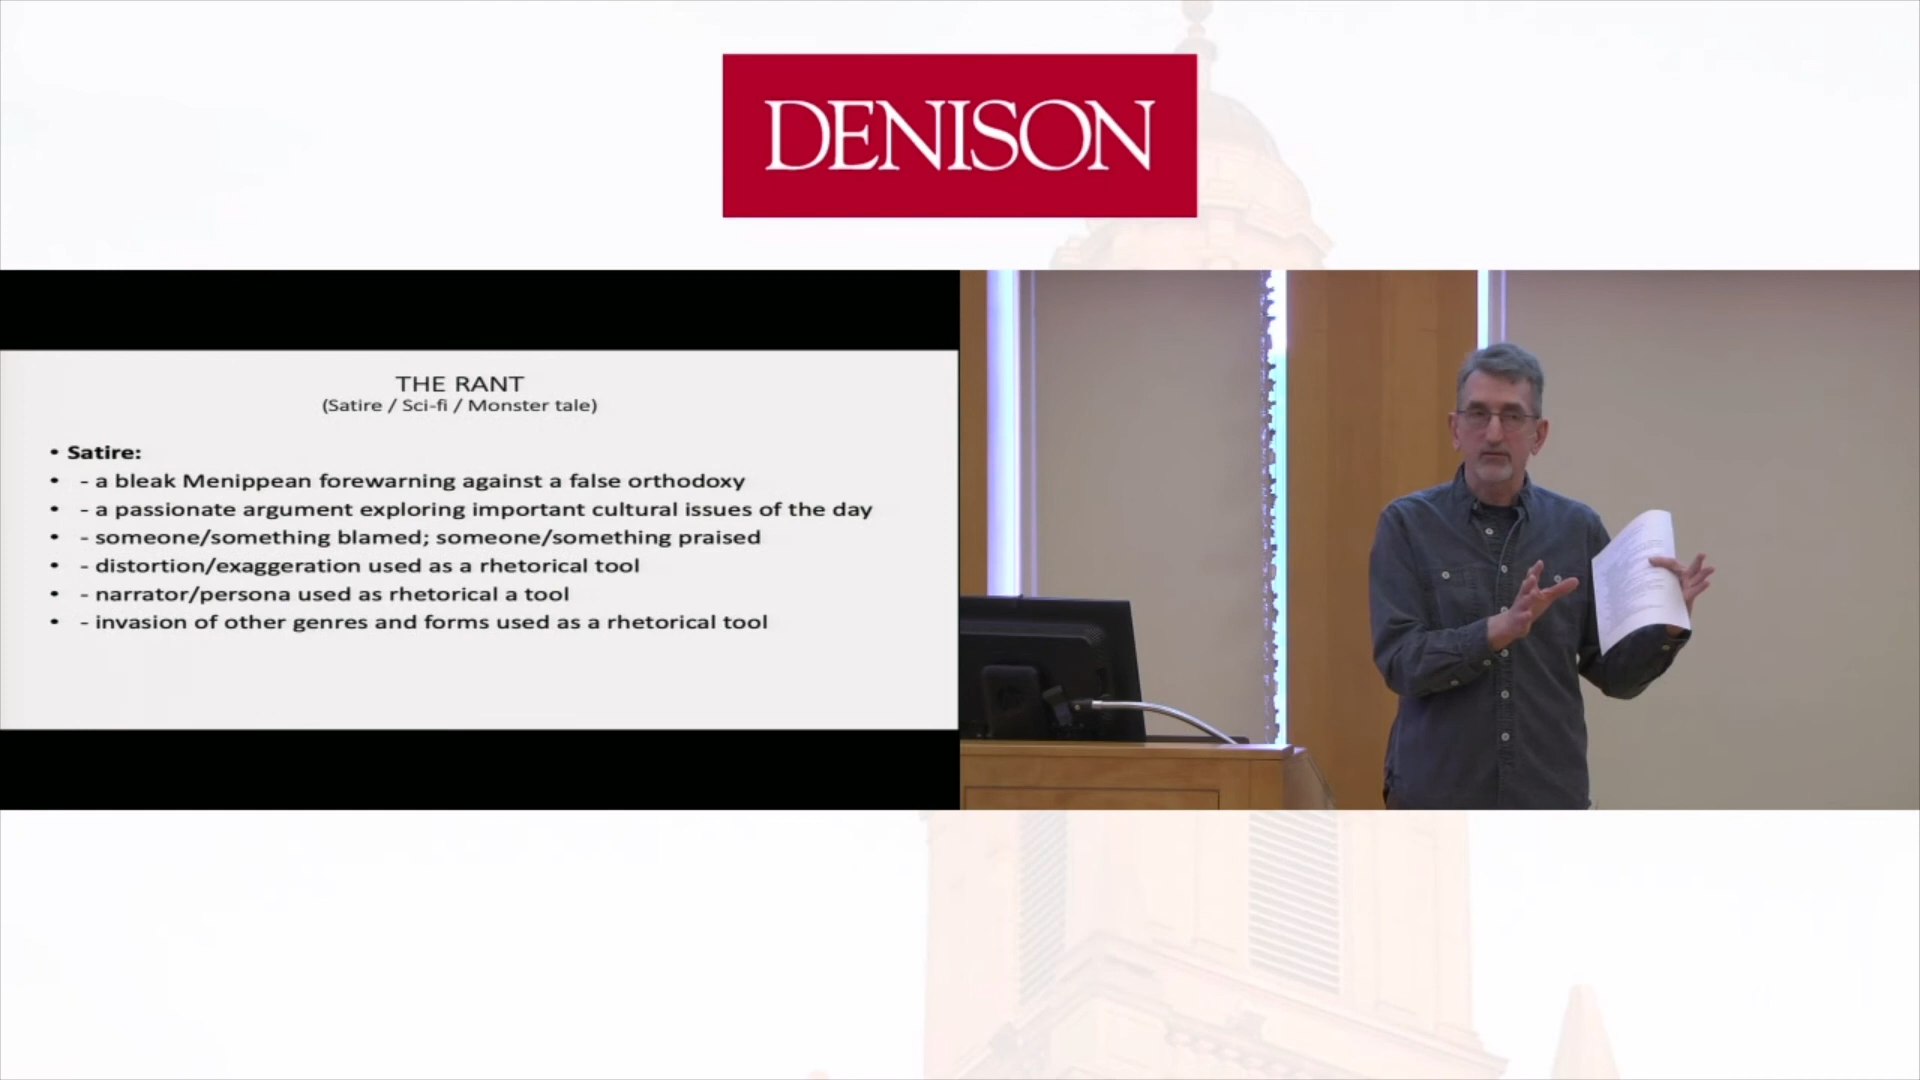 DENISON
THE RANT
(Satire / Sci-fi / Monster tale)
• Satire:
• - a bleak Menippean forewarning against a false orthodoxy
• - a passionate argument exploring important cultural issues of the day
• - someone/something blamed; someone/something praised
• - distortion/exaggeration used as a rhetorical tool
• - narrator/persona used as rhetorical a tool
• - invasion of other genres and forms used as a rhetorical tool